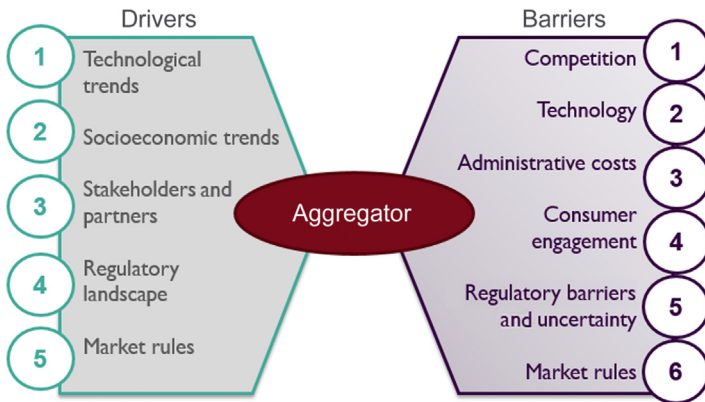 Drivers
1
Technological
trends
2
Socioeconomic trends
3
Stakeholders and
partners
4
Regulatory
landscape
5
Market rules
Aggregator
Barriers
Competition
1
Technology
2
Administrative costs
3
Consumer
engagement
4
Regulatory barriers
and uncertainty
5
Market rules
6